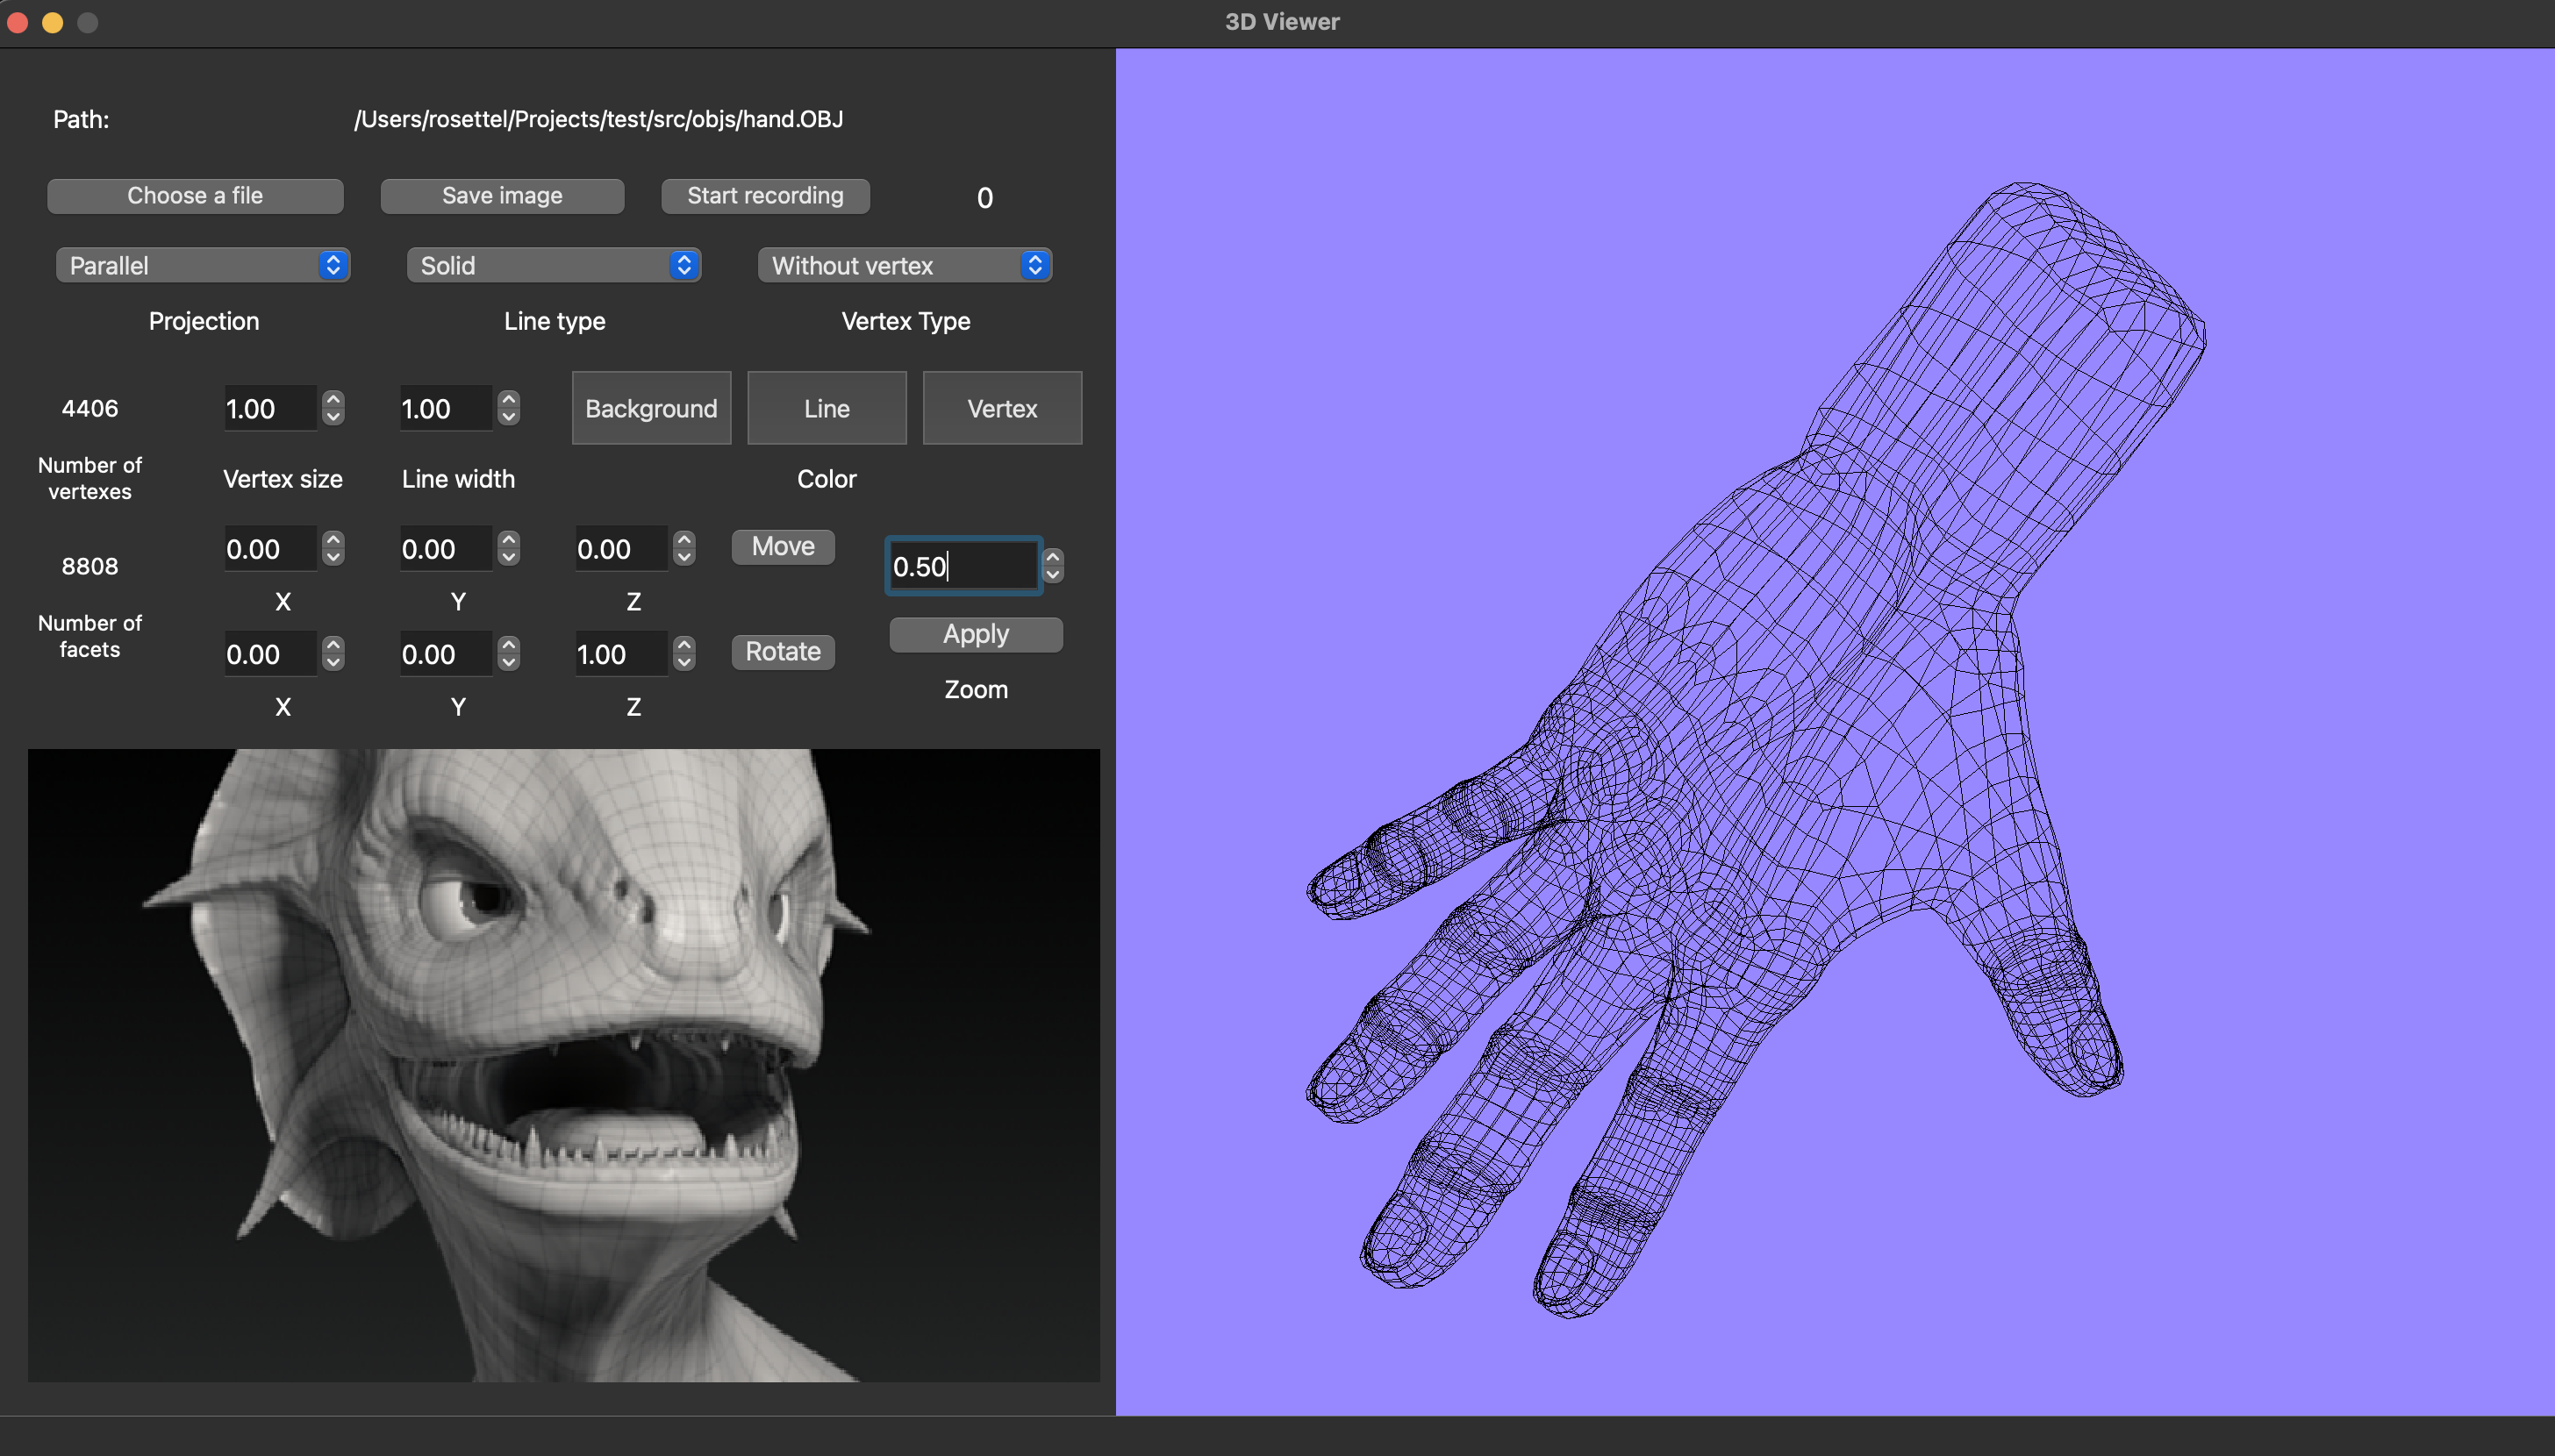 3D Viewer
Path:
/Users/rosettel/Projects/test/src/objs/hand.OBJ
Choose a file
Save image
Start recording
0
Parallel
Solid
Without vertex
Projection
Line type
Vertex Type
4406
1.00
1.00
Background
Line
Vertex
Number of
vertexes
Vertex size
Line width
Color
8808
0.00
0.00
0.00
Move
0.50
X
Y
Z
Number of
facets
0.00
0.00
1.00
Rotate
Apply
X
Y
Z
Zoom